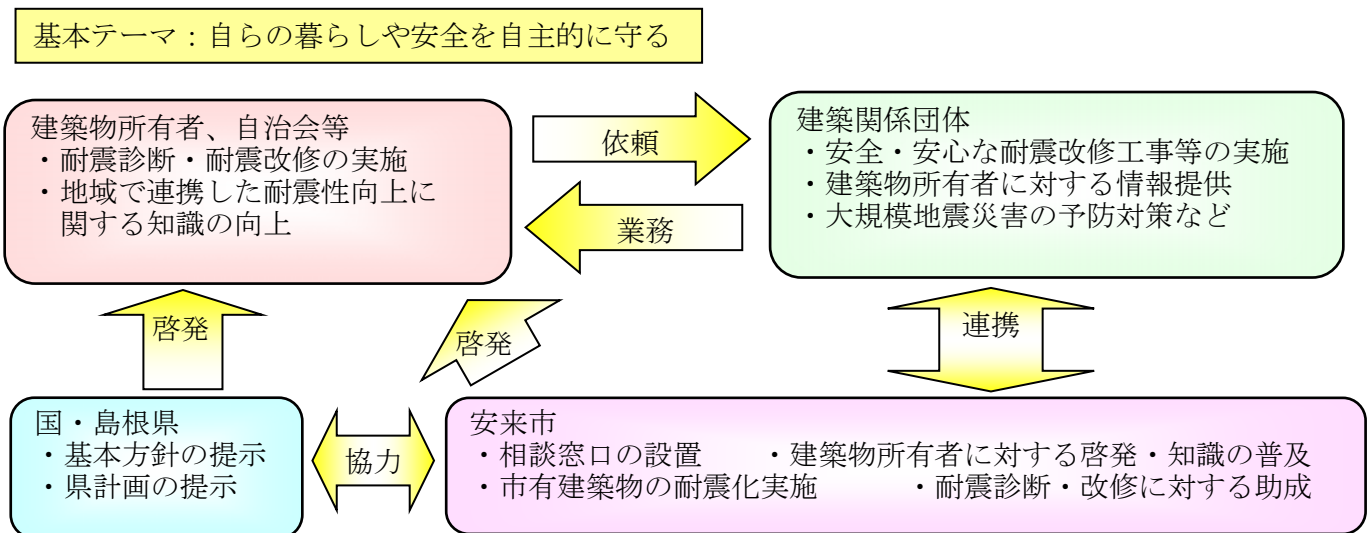 基本テーマ：自らの暮らしや安全を自主的に守る
建築物所有者、自治会等
・耐震診断・耐震改修の実施
・地域で連携した耐震性向上に
関する知識の向上
依頼
業務
建築関係団体
・安全・安心な耐震改修工事等の実施
・建築物所有者に対する情報提供
・大規模地震災害の予防対策など
啓発
啓発
連携
国・島根県
・基本方針の提示
・県計画の提示
協力
安来市
・相談窓口の設置　　・建築物所有者に対する啓発・知識の普及
・市有建築物の耐震化実施　　　・耐震診断・改修に対する助成